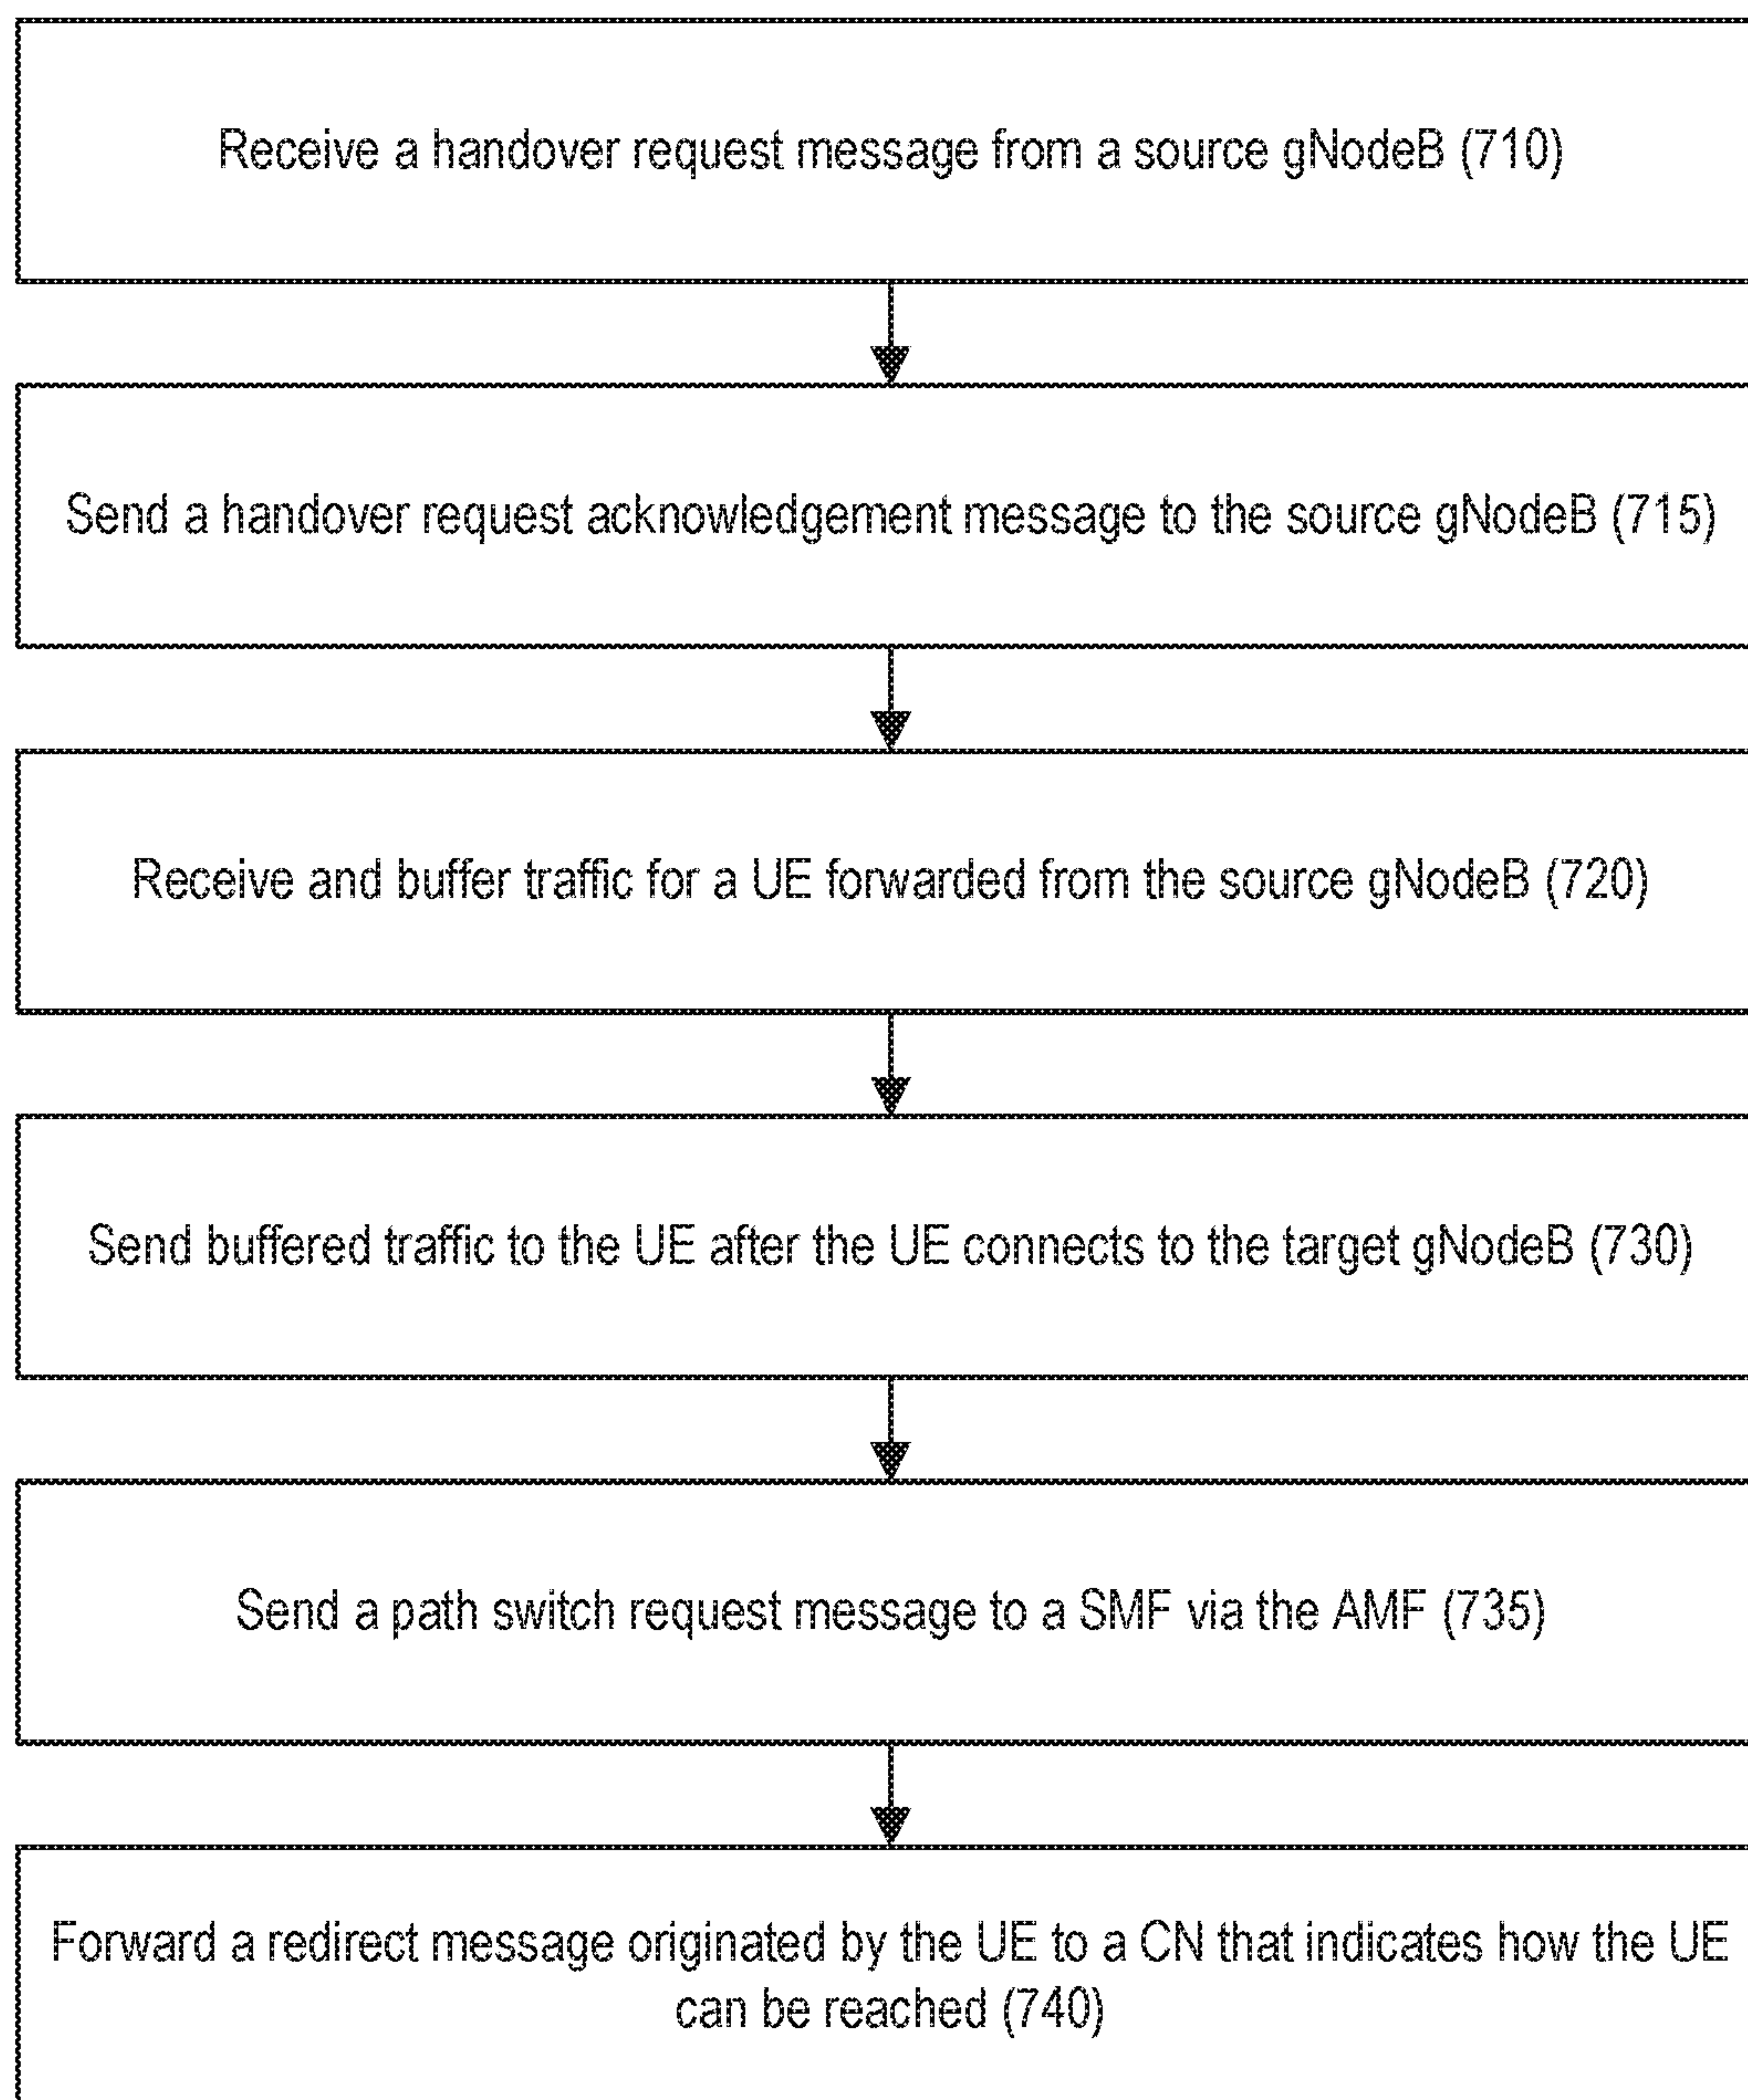 Receive a handover request message from a source gNodeB (710)
Send a handover request acknowledgement message to the source gNodeB (715)
Receive and buffer traffic for a UE forwarded from the source gNodeB (720)
Send buffered traffic to the UE after the UE connects to the target gNodeB (730)
Send a path switch request message to a SMF via the AMF (735)
Forward a redirect message originated by the UE to a CN that indicates how the UE
can be reached (740)